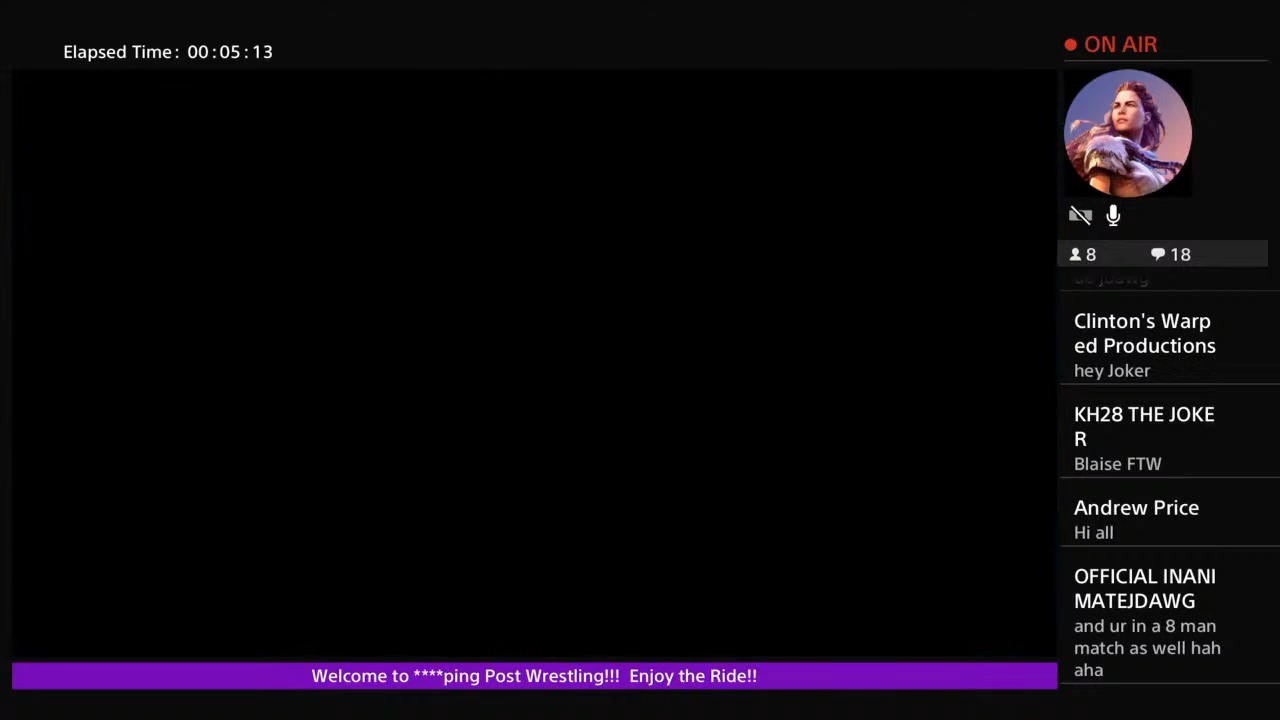 Elapsed Time: 00:05:13
ON AIR
8 18
Clinton's Warp
ed Productions
hey Joker
KH28 THE JOKE
R
Blaise FTW
Andrew Price
Hi all
OFFICIAL INANI
MATEJDAWG
and ur in a 8 man
match as well hah
aha
Welcome to ****ping Post Wrestling!!! Enjoy the Ride!!